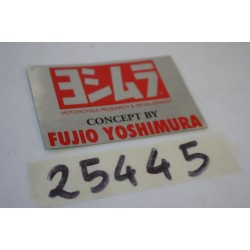 ヨシムラ
MOTORCYCLE RESEARCH & DEVELOPMENT
CONCEPT BY
FUJIO YOSHIMURA
25445